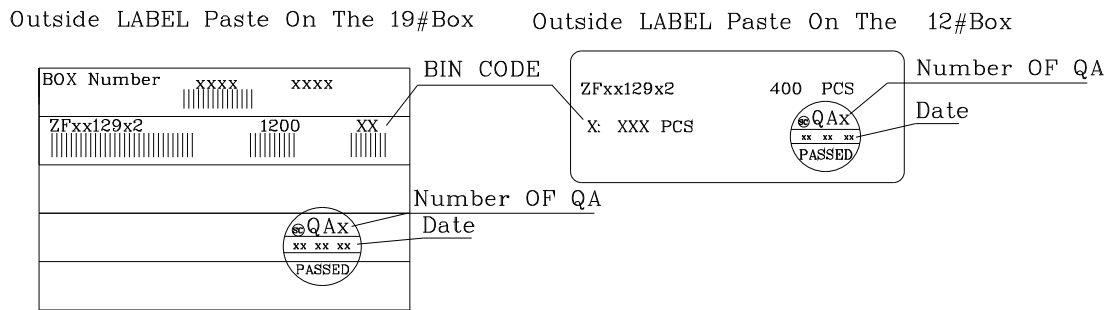 Outside LABEL Paste On The 19#Box
Outside LABEL Paste On The 12#Box
BOX Number xxxx xxxx
ZFxx129x2 1200 XX
BIN CODE
Number OF QA
Date
SC QAx
xx xx xx
PASSED
ZFxx129x2 400 PCS
X: XXX PCS
SC QAx
xx xx xx
PASSED
Number OF QA
Date